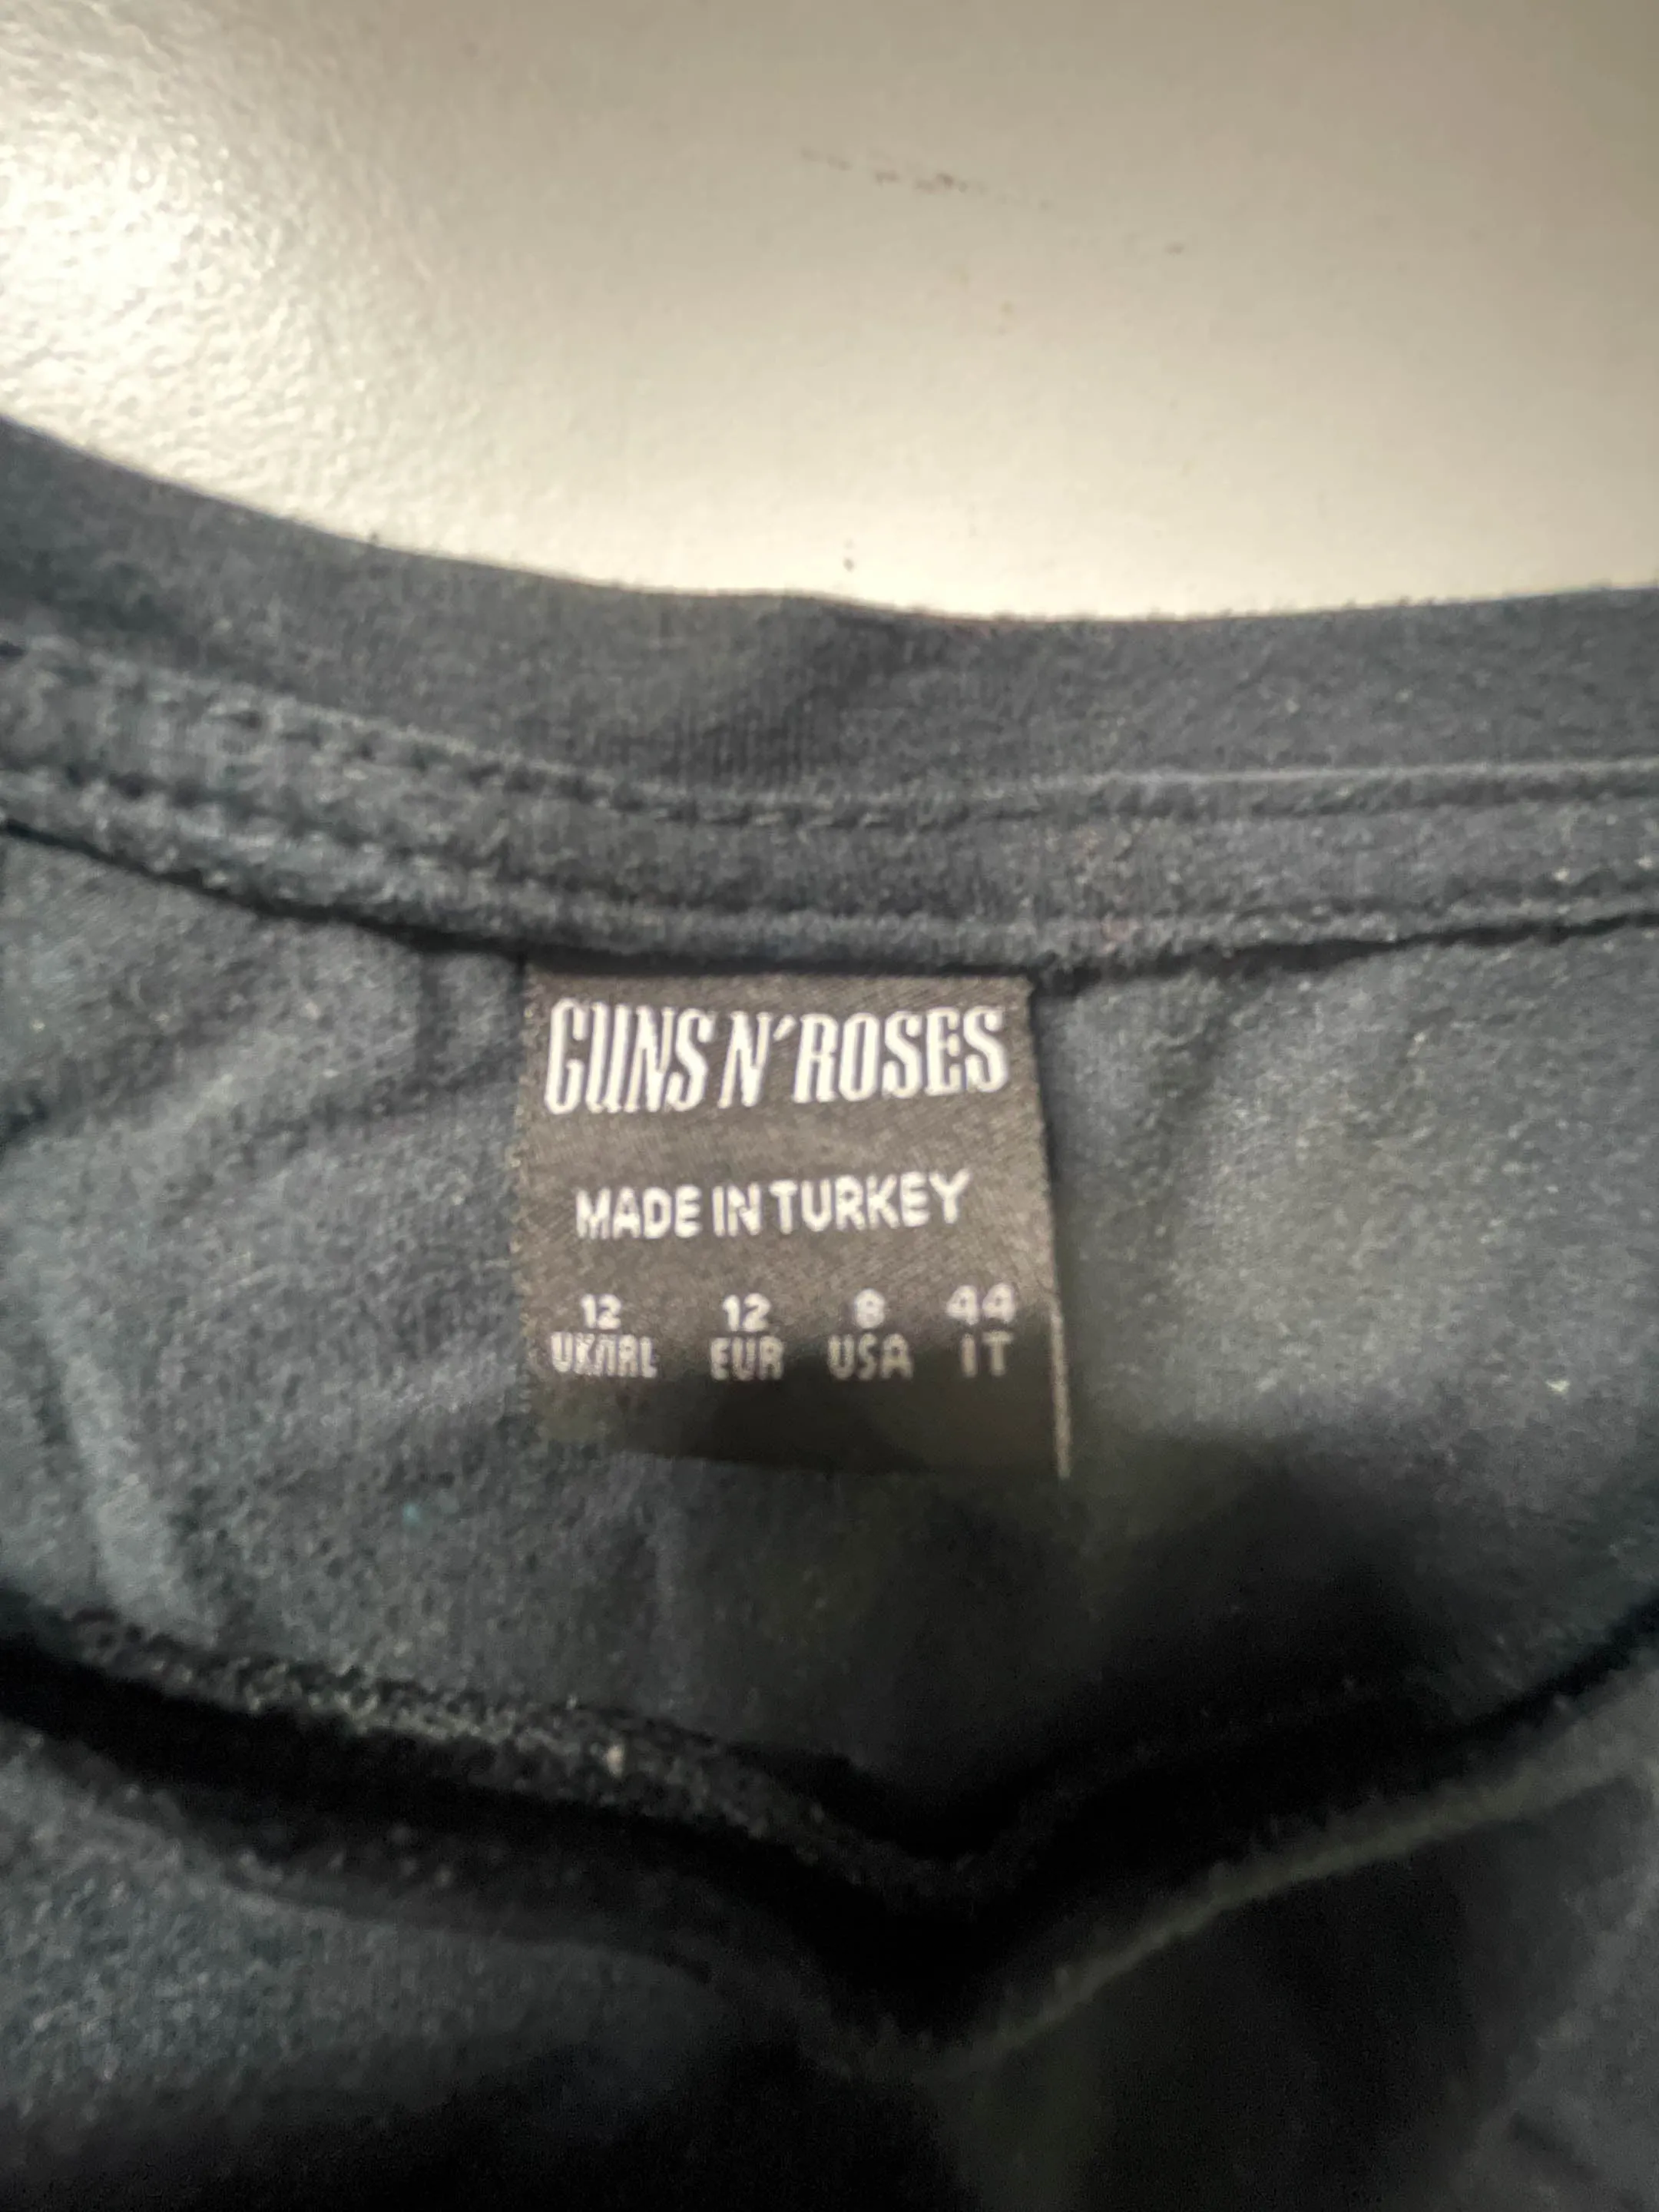 GUNS N' ROSES
MADE IN TURKEY
12 12 8 44
UK/IRL EUR USA IT